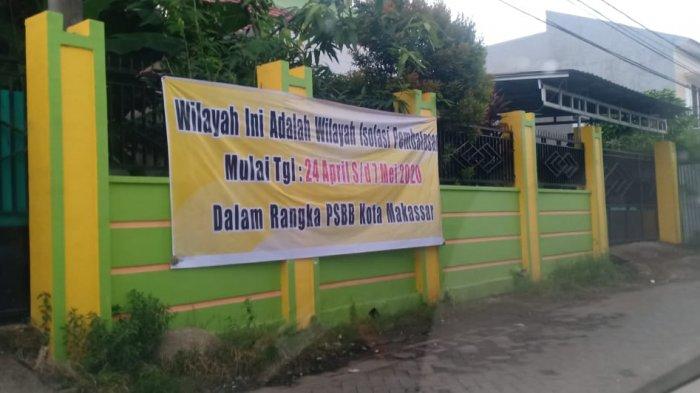 Wilayah Ini Adalah Wilayah Isolasi Pembatasan
Mulai Tgl : 24 April S/d 7 Mei 2020
Dalam Rangka PSBB Kota Makassar